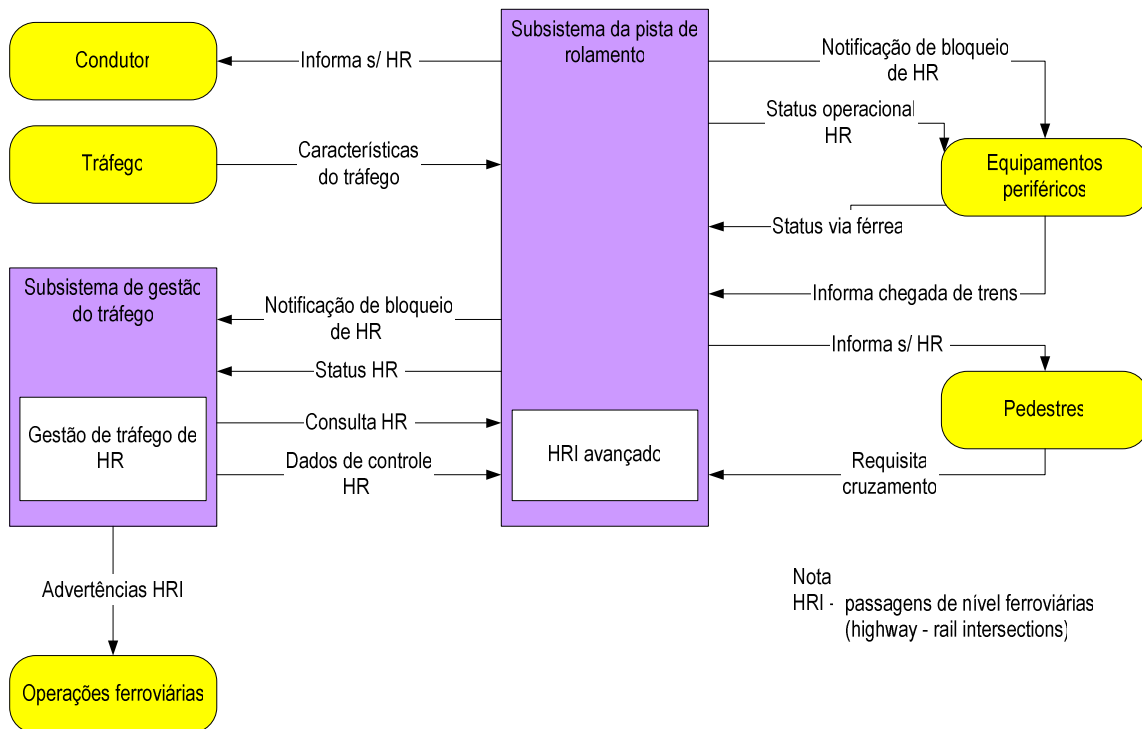 Subsistema da pista de
rolamento
Condutor
Informa s/ HR
Notificação de bloqueio
de HR
Status operacional
HR
Tráfego
Características
do tráfego
Equipamentos
periféricos
Status via férrea
Informa chegada de trens
Subsistema de gestão
do tráfego
Notificação de bloqueio
de HR
Status HR
Informa s/ HR
Pedestres
Gestão de tráfego de
HR
Consulta HR
Dados de controle
HR
HRI avançado
Requisita
cruzamento
Advertências HRI
Nota
HRI - passagens de nível ferroviárias
(highway - rail intersections)
Operações ferroviárias